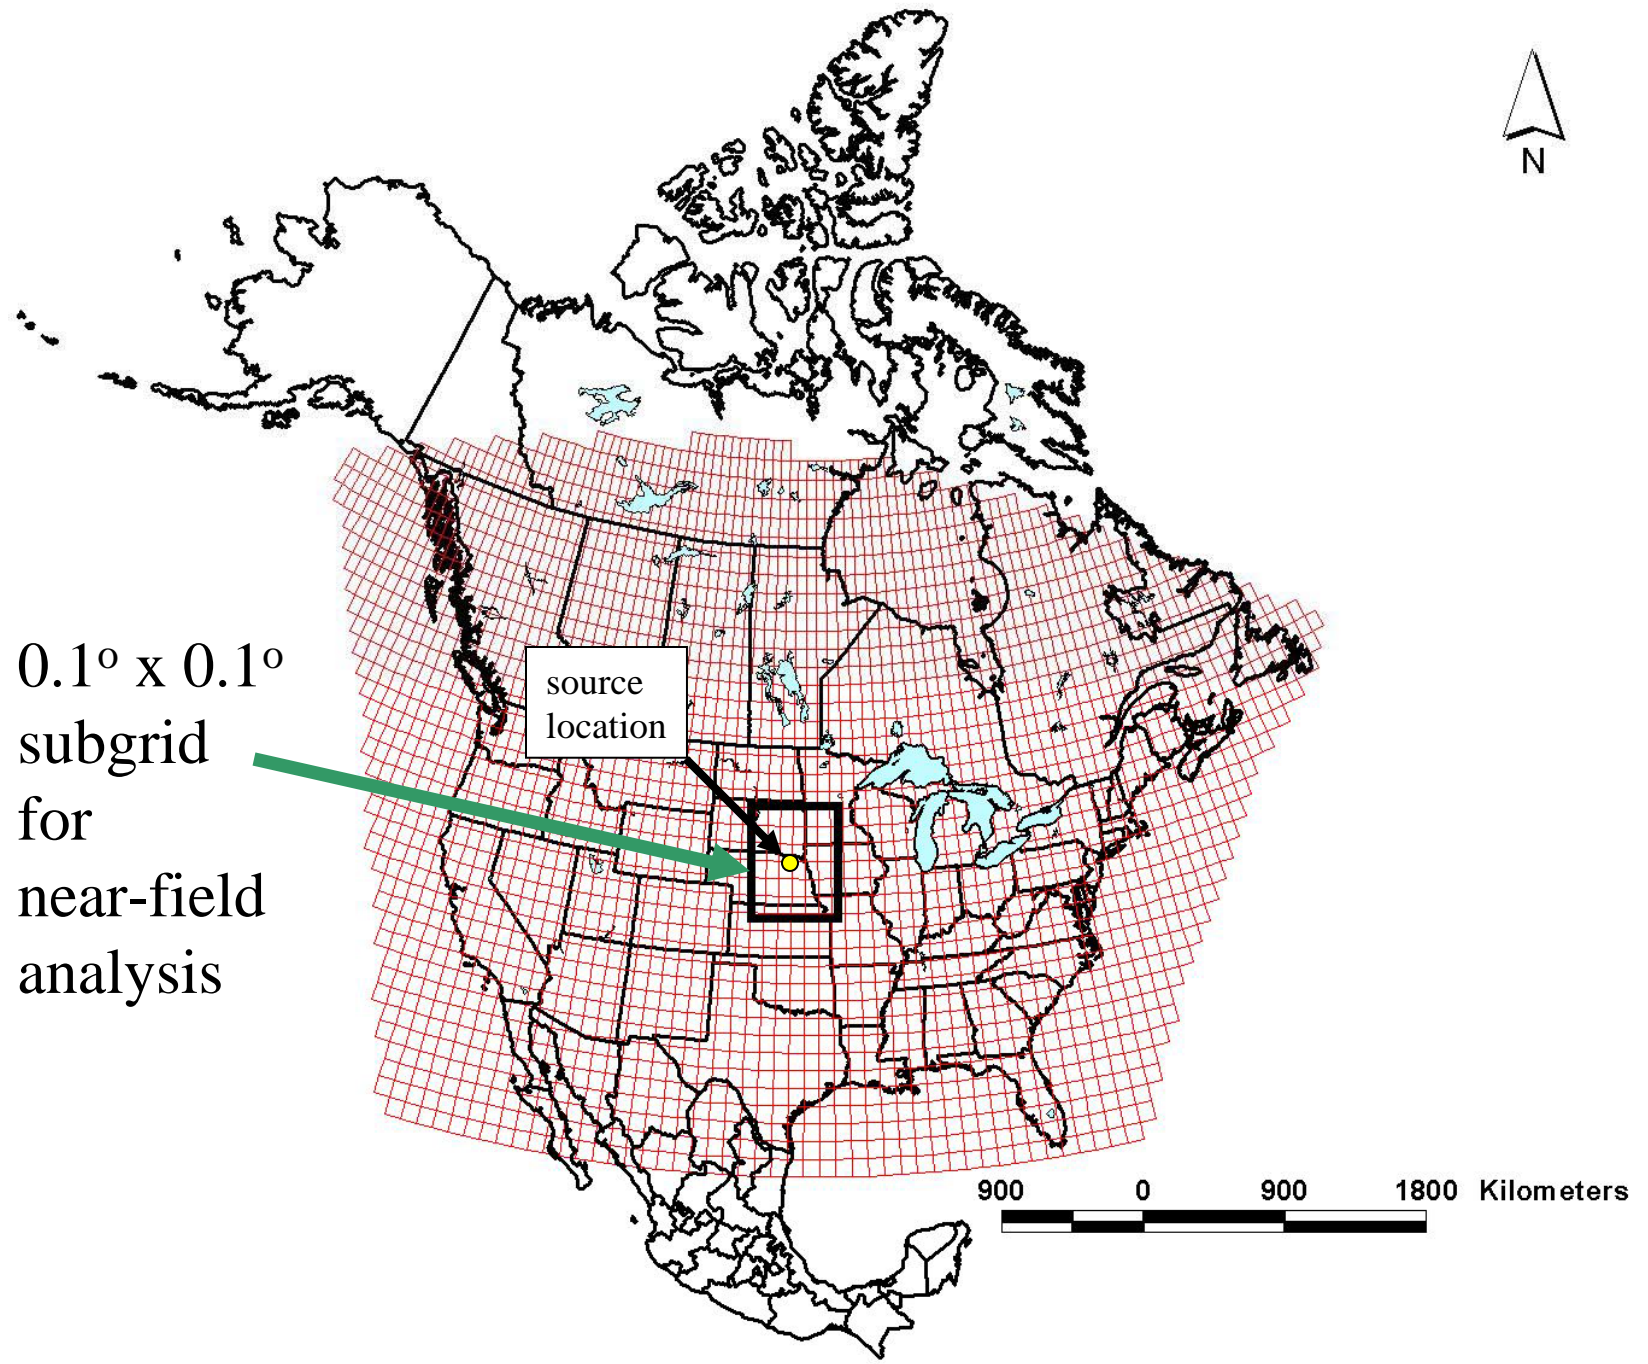 N
0.1º x 0.1º
subgrid
for
near-field
analysis
source
location
900 0 900 1800 Kilometers